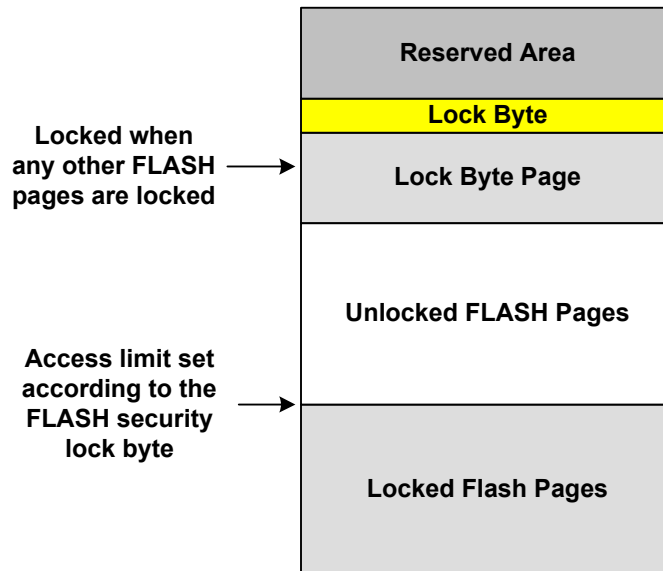 Reserved Area
Lock Byte
Locked when
any other FLASH
pages are locked
Lock Byte Page
Unlocked FLASH Pages
Access limit set
according to the
FLASH security
lock byte
Locked Flash Pages